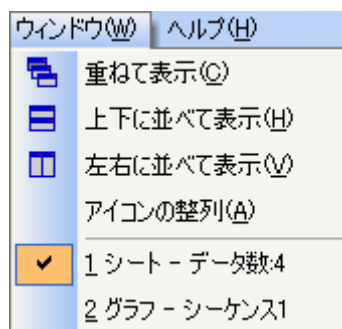 ウィンドウ(W) ヘルプ(H)
重ねて表示(C)
上下に並べて表示(H)
左右に並べて表示(V)
アイコンの整列(A)
1 シート - データ数:4
2 グラフ - シーケンス1